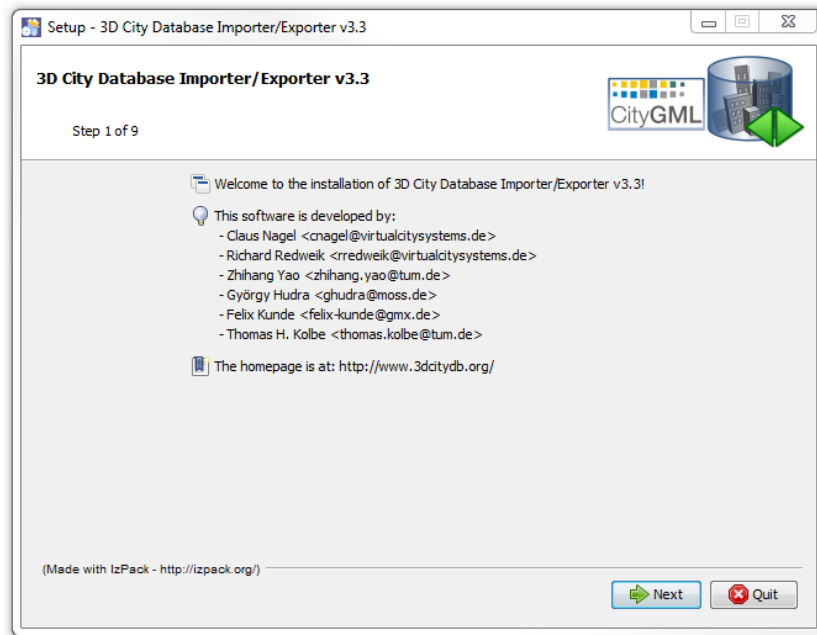 Setup - 3D City Database Importer/Exporter v3.3
3D City Database Importer/Exporter v3.3
Step 1 of 9
CityGML
Welcome to the installation of 3D City Database Importer/Exporter v3.3!
This software is developed by:
- Claus Nagel <cnagel@virtualcitysystems.de>
- Richard Redweik <rredweik@virtualcitysystems.de>
- Zhihang Yao <zhihang.yao@tum.de>
- György Hudra <ghudra@moss.de>
- Felix Kunde <felix-kunde@gmx.de>
- Thomas H. Kolbe <thomas.kolbe@tum.de>
The homepage is at: http://www.3dcitydb.org/
(Made with IzPack - http://izpack.org/)
Next
Quit